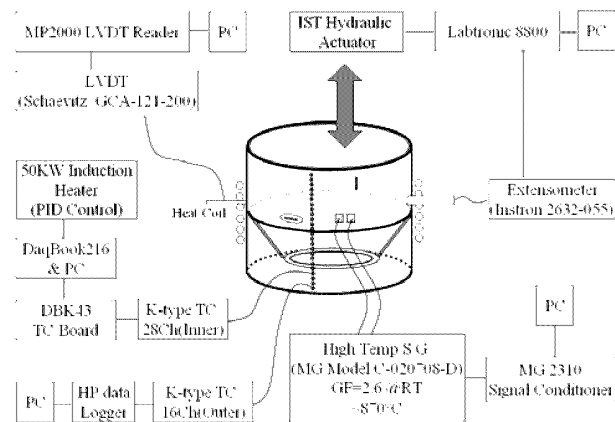 MP2000 LVDT Reader
PC
IST Hydraulic
Actuator
Labtronic 8800
PC
LVDT
(Schaevitz GCA-121-200)
50KW Induction
Heater
(PID Control)
Heat Coil
Extensometer
(Instron 2632-055)
DaqBook216
& PC
DBK43
TC Board
K-type TC
28Ch(Inner)
PC
High Temp S G
(MG Model C-020708-D)
GF=2.6 @RT
~870°C
MG 2310
Signal Conditioner
PC
HP data
Logger
K-type TC
16Ch(Outer)